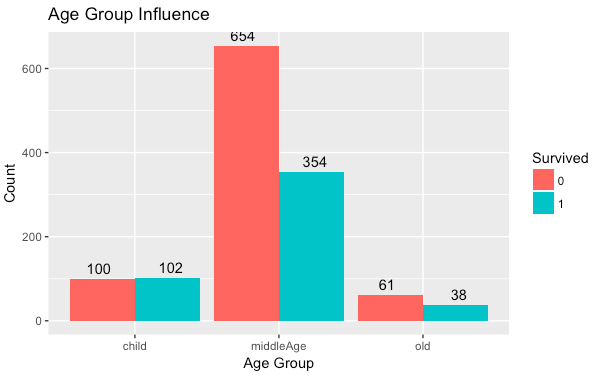 Age Group Influence
654
600
400
354
200
100
102
61
38
0
child
middleAge
old
Age Group
Count
Survived
0
1